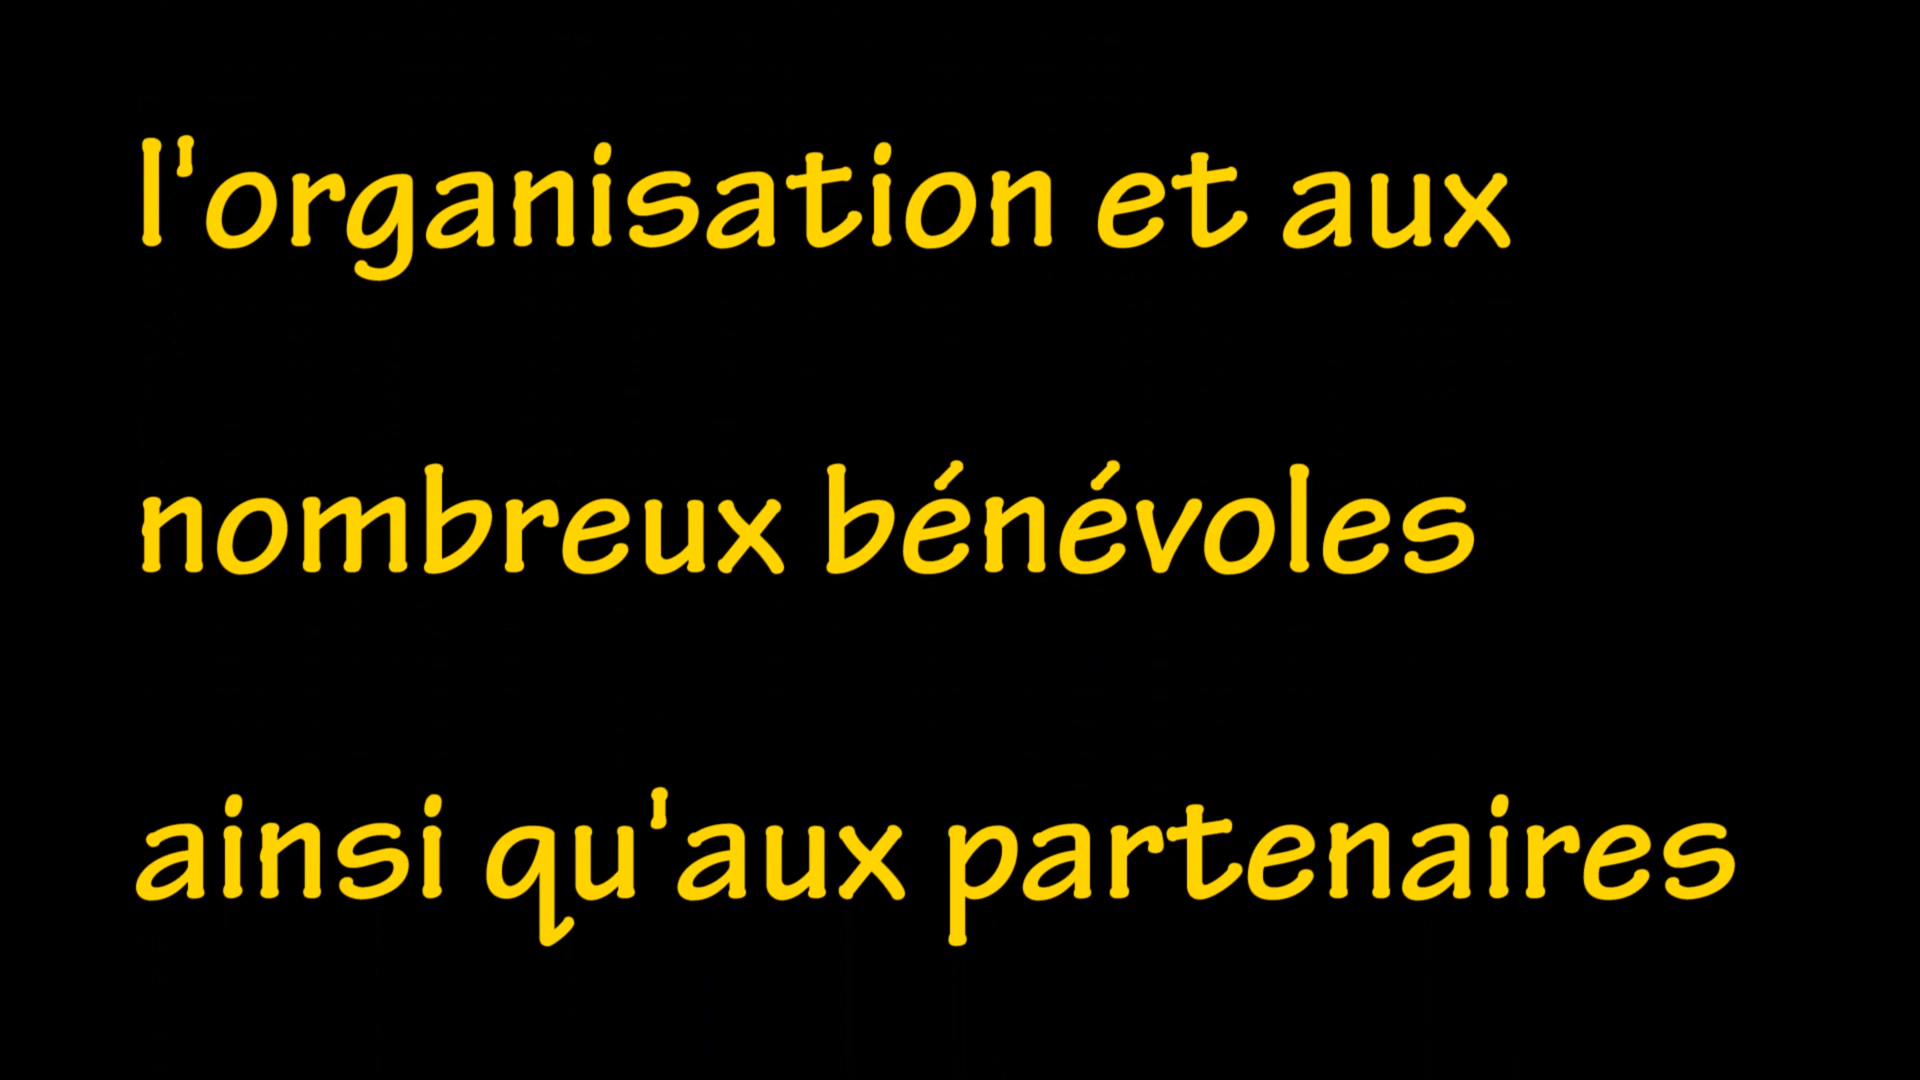 l'organisation et aux
nombreux bénévoles
ainsi qu'aux partenaires